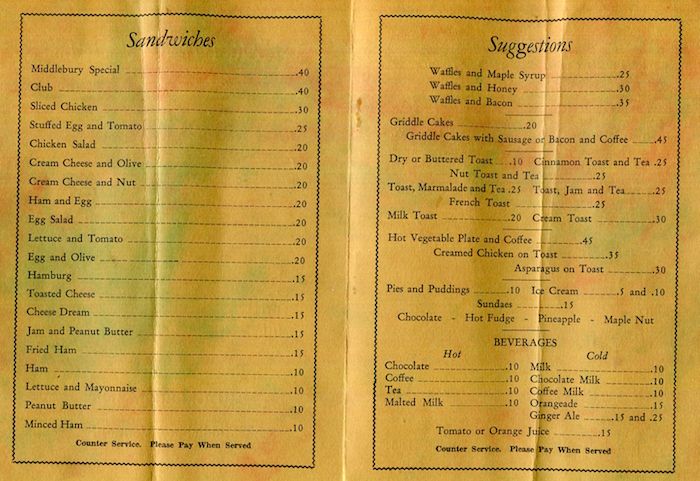 Sandwiches
Middlebury Special .40
Club .40
Sliced Chicken .30
Stuffed Egg and Tomato .25
Chicken Salad .20
Cream Cheese and Olive .20
Cream Cheese and Nut .20
Ham and Egg .20
Egg Salad .20
Lettuce and Tomato .20
Egg and Olive .20
Hamburg .15
Toasted Cheese .15
Cheese Dream .15
Jam and Peanut Butter .15
Fried Ham .15
Ham .10
Lettuce and Mayonnaise .10
Peanut Butter .10
Minced Ham .10
Counter Service. Please Pay When Served
Suggestions
Waffles and Maple Syrup .25
Waffles and Honey .30
Waffles and Bacon .35
Griddle Cakes .20
Griddle Cakes with Sausage or Bacon and Coffee .45
Dry or Buttered Toast .10 Cinnamon Toast and Tea .25
Nut Toast and Tea .25
Toast, Marmalade and Tea .25 Toast, Jam and Tea .25
French Toast .25
Milk Toast .20 Cream Toast .30
Hot Vegetable Plate and Coffee .45
Creamed Chicken on Toast .35
Asparagus on Toast .30
Pies and Puddings .10 Ice Cream .5 and .10
Sundaes .15
Chocolate - Hot Fudge - Pineapple - Maple Nut
BEVERAGES
Hot Cold
Chocolate .10 Milk .10
Coffee .10 Chocolate Milk .10
Tea .10 Coffee Milk .10
Malted Milk .10 Orangeade .15
Ginger Ale .15 and .25
Tomato or Orange Juice .15
Counter Service. Please Pay When Served